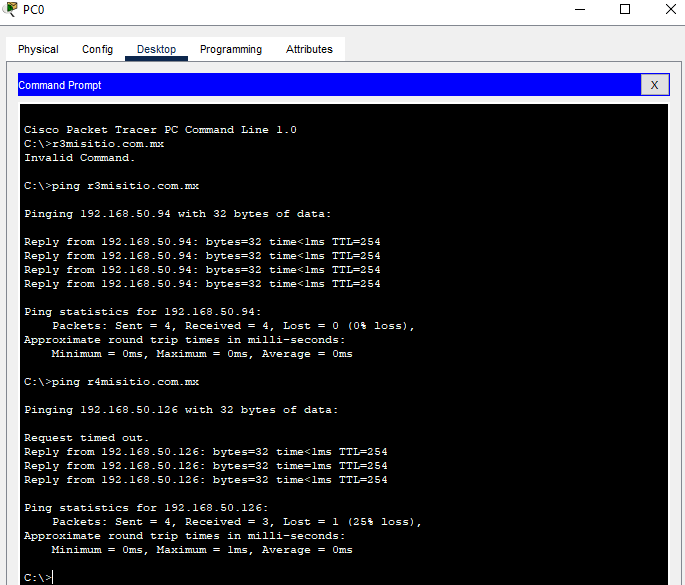 PC0
Physical Config Desktop Programming Attributes
Command Prompt
X
Cisco Packet Tracer PC Command Line 1.0
C:\>r3misitio.com.mx
Invalid Command.
C:\>ping r3misitio.com.mx
Pinging 192.168.50.94 with 32 bytes of data:
Reply from 192.168.50.94: bytes=32 time<1ms TTL=254
Reply from 192.168.50.94: bytes=32 time<1ms TTL=254
Reply from 192.168.50.94: bytes=32 time<1ms TTL=254
Reply from 192.168.50.94: bytes=32 time<1ms TTL=254
Ping statistics for 192.168.50.94:
    Packets: Sent = 4, Received = 4, Lost = 0 (0% loss),
Approximate round trip times in milli-seconds:
    Minimum = 0ms, Maximum = 0ms, Average = 0ms
C:\>ping r4misitio.com.mx
Pinging 192.168.50.126 with 32 bytes of data:
Request timed out.
Reply from 192.168.50.126: bytes=32 time<1ms TTL=254
Reply from 192.168.50.126: bytes=32 time=1ms TTL=254
Reply from 192.168.50.126: bytes=32 time<1ms TTL=254
Ping statistics for 192.168.50.126:
    Packets: Sent = 4, Received = 3, Lost = 1 (25% loss),
Approximate round trip times in milli-seconds:
    Minimum = 0ms, Maximum = 1ms, Average = 0ms
C:\>